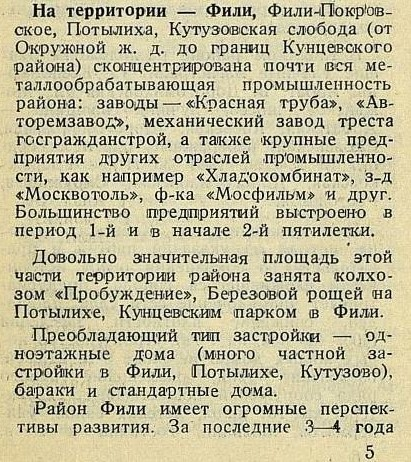 На территории — Фили, Фили-Покров-
ское, Потылиха, Кутузовская слобода (от
Окружной ж. д. до границ Кунцевского
района) сконцентрирована почти вся ме-
таллообрабатывающая промышленность
района: заводы — «Красная труба», «Ав-
торемзавод», механический завод треста
госгражданстрой, а также крупные пред-
приятия других отраслей промышленно-
сти, как например «Хладокомбинат», з-д
«Москвотоль», ф-ка «Мосфильм» и друг.
Большинство предприятий выстроено в
период 1-й и в начале 2-й пятилетки.
Довольно значительная площадь этой
части территории района занята колхо-
зом «Пробуждение», Березовой рощей на
Потылихе, Кунцевским парком в Фили.
Преобладающий тип застройки — од-
ноэтажные дома (много частной за-
стройки в Фили, Потылихе, Кутузово),
бараки и стандартные дома.
Район Фили имеет огромные перспек-
тивы развития. За последние 3—4 года
5